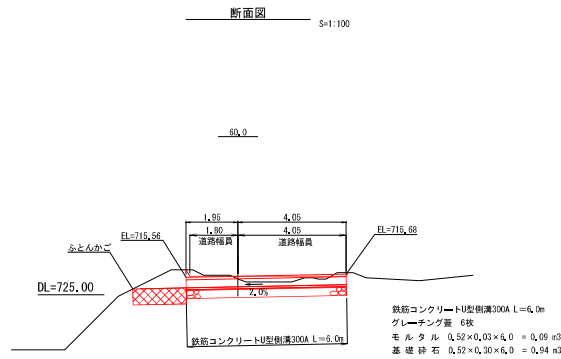 断面図
S=1:100
60.0
1.95 4.05
1.80 4.05
道路幅員 道路幅員
EL=715.56
EL=715.68
ふとんかご
DL=725.00
2.0%
鉄筋コンクリートU型側溝300A L=6.0m
鉄筋コンクリートU型側溝300A L=6.0m
グレーチング蓋 6枚
モルタル 0.52×0.03×6.0 = 0.09 m3
基礎砕石 0.52×0.30×6.0 = 0.94 m3